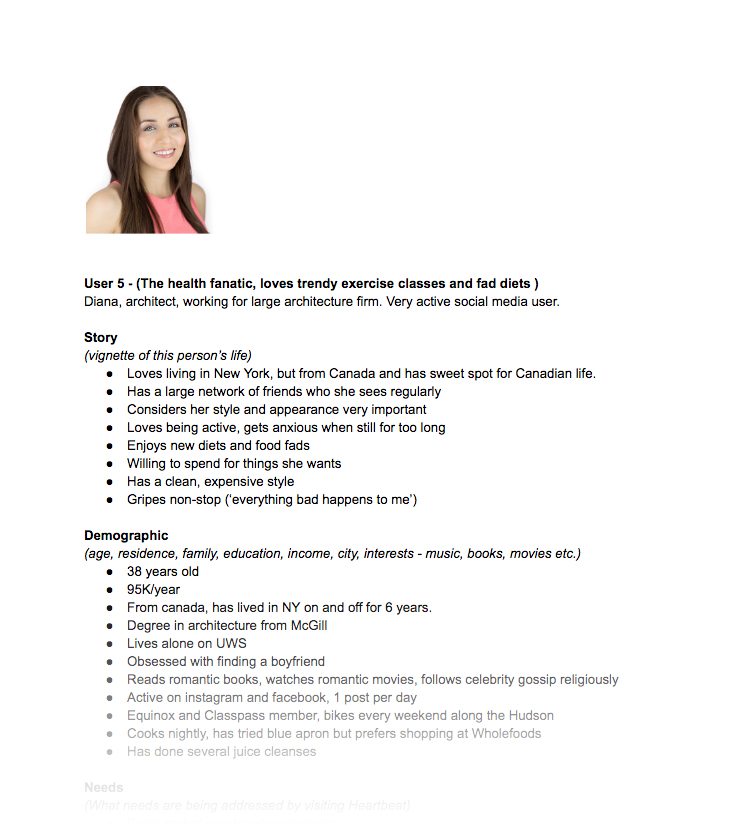 User 5 - (The health fanatic, loves trendy exercise classes and fad diets )
Diana, architect, working for large architecture firm. Very active social media user.
Story
(vignette of this person's life)
● Loves living in New York, but from Canada and has sweet spot for Canadian life.
● Has a large network of friends who she sees regularly
● Considers her style and appearance very important
● Loves being active, gets anxious when still for too long
● Enjoys new diets and food fads
● Willing to spend for things she wants
● Has a clean, expensive style
● Gripes non-stop ('everything bad happens to me')
Demographic
(age, residence, family, education, income, city, interests - music, books, movies etc.)
● 38 years old
● 95K/year
● From canada, has lived in NY on and off for 6 years.
● Degree in architecture from McGill
● Lives alone on UWS
● Obsessed with finding a boyfriend
● Reads romantic books, watches romantic movies, follows celebrity gossip religiously
● Active on instagram and facebook, 1 post per day
● Equinox and Classpass member, bikes every weekend along the Hudson
● Cooks nightly, has tried blue apron but prefers shopping at Wholefoods
● Has done several juice cleanses
Needs
(What needs are being addressed by visiting Heartbeat)